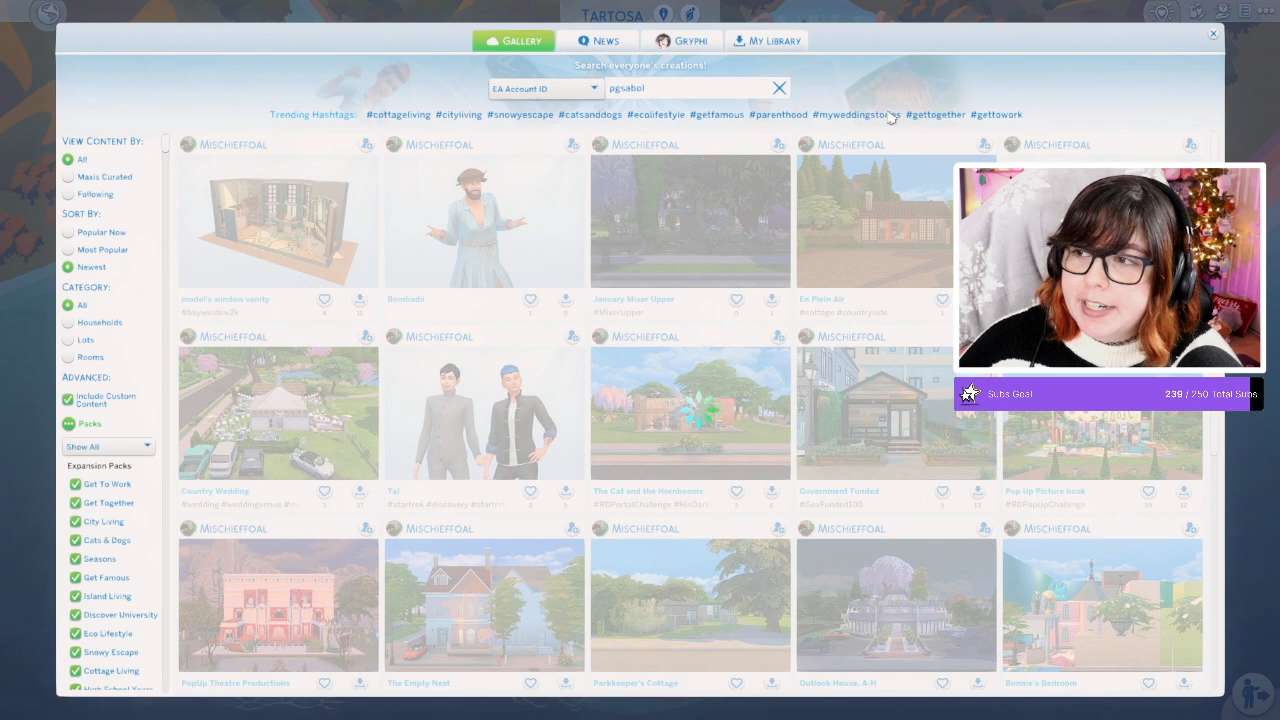 TARTOSA
GALLERY
NEWS
GRYPHI
MY LIBRARY
Search everyone's creations!
EA Account ID
pgsabol
Trending Hashtags: #cottageliving #cityliving #snowyescape #catsanddogs #ecolifestyle #getfamous #parenthood #myweddingstories #gettogether #gettowork
VIEW CONTENT BY:
All
Maxis Curated
Following
SORT BY:
Popular Now
Most Popular
Newest
CATEGORY:
All
Households
Lots
Rooms
ADVANCED:
Include Custom
Content
Packs
Show All
Expansion Packs
Get To Work
Get Together
City Living
Cats & Dogs
Seasons
Get Famous
Island Living
Discover University
Eco Lifestyle
Snowy Escape
Cottage Living
High School Years
MISCHIEFFOAL
MISCHIEFFOAL
MISCHIEFFOAL
MISCHIEFFOAL
MISCHIEFFOAL
model's window vanity
#baywindow2k
Bombadil
January Mixer Upper
#MixerUpper
En Plein Air
#cottage #countryside
MISCHIEFFOAL
MISCHIEFFOAL
MISCHIEFFOAL
MISCHIEFFOAL
Country Wedding
#wedding #weddingvenue
Tal
#startrek #discovery
The Cat and the Hornbeams
#RDPortalChallenge
Government Funded
#GovFunded100
Pop Up Picture book
#RDPopUpChallenge
MISCHIEFFOAL
MISCHIEFFOAL
MISCHIEFFOAL
MISCHIEFFOAL
MISCHIEFFOAL
PopUp Theatre Productions
The Empty Nest
Parkkeeper's Cottage
Outlook House, A-H
Bonnie's Bedroom
Subs Goal
239 / 250 Total Subs